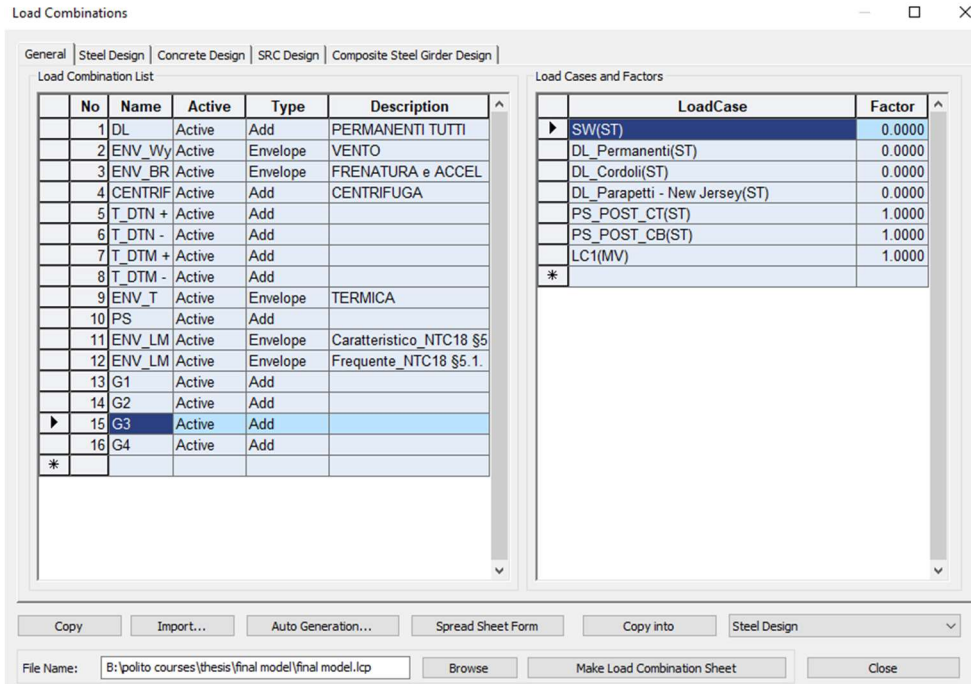 Load Combinations
General Steel Design Concrete Design SRC Design Composite Steel Girder Design
Load Combination List
No Name Active Type Description
1 DL Active Add PERMANENTI TUTTI
2 ENV_Wy Active Envelope VENTO
3 ENV_BR Active Envelope FRENATURA e ACCEL
4 CENTRIF Active Add CENTRIFUGA
5 T_DTN + Active Add
6 T_DTN - Active Add
7 T_DTM + Active Add
8 T_DTM - Active Add
9 ENV_T Active Envelope TERMICA
10 PS Active Add
11 ENV_LM Active Envelope Caratteristico_NTC18 §5
12 ENV_LM Active Envelope Frequente_NTC18 §5.1.
13 G1 Active Add
14 G2 Active Add
15 G3 Active Add
16 G4 Active Add
*
Load Cases and Factors
LoadCase Factor
SW(ST) 0.0000
DL_Permanenti(ST) 0.0000
DL_Cordoli(ST) 0.0000
DL_Parapetti - New Jersey(ST) 0.0000
PS_POST_CT(ST) 1.0000
PS_POST_CB(ST) 1.0000
LC1(MV) 1.0000
*
Copy Import... Auto Generation... Spread Sheet Form Copy into Steel Design
File Name: B:\polito courses\thesis\final model\final model.lcp Browse Make Load Combination Sheet Close